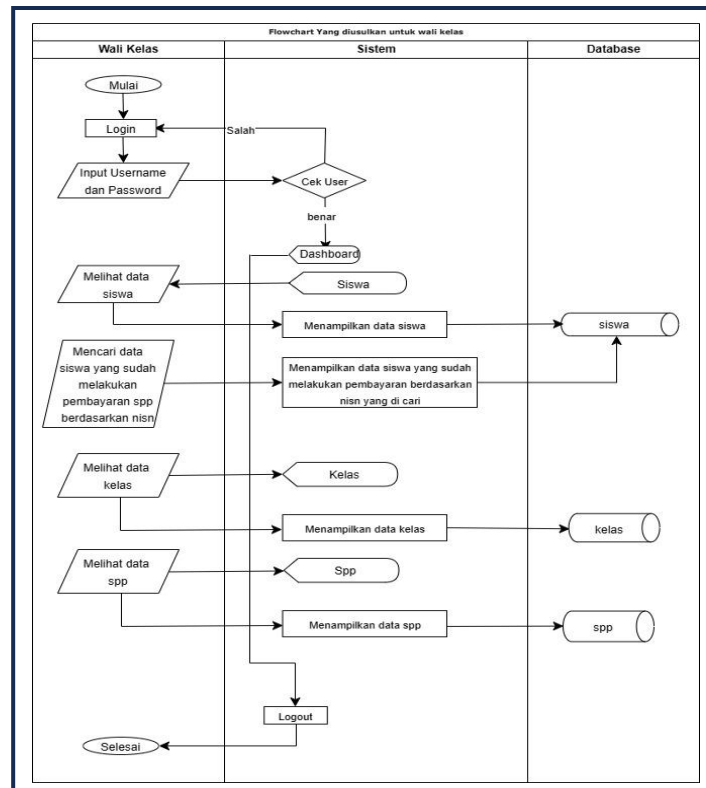 Flowchart Yang diusulkan untuk wali kelas
Wali Kelas
Sistem
Database
Mulai
Login
Salah
Input Username
dan Password
Cek User
benar
Dashboard
Melihat data
siswa
Siswa
Menampilkan data siswa
siswa
Mencari data
siswa yang sudah
melakukan
pembayaran spp
berdasarkan nisn
Menampilkan data siswa yang sudah
melakukan pembayaran berdasarkan
nisn yang di cari
Melihat data
kelas
Kelas
Menampilkan data kelas
kelas
Melihat data
spp
Spp
Menampilkan data spp
spp
Logout
Selesai